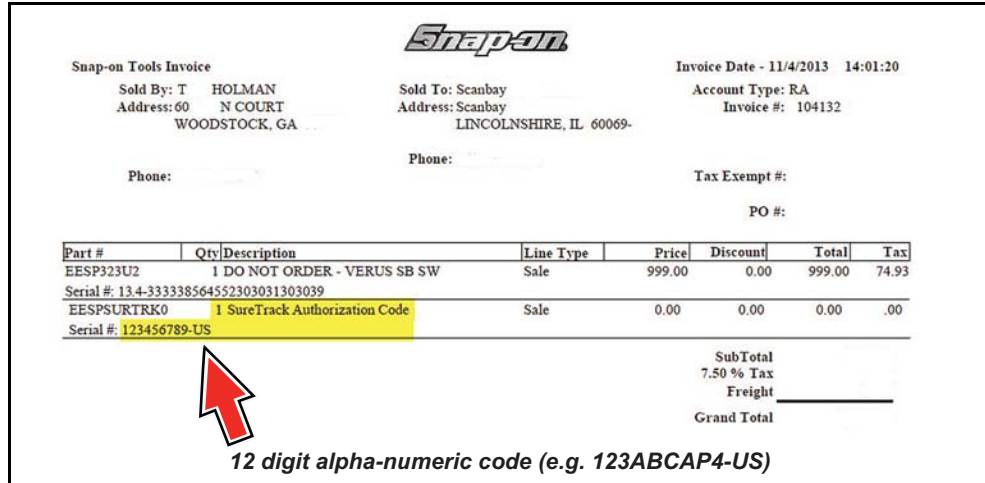 Snap-on
Snap-on Tools Invoice
Invoice Date - 11/4/2013 14:01:20
Sold By: T HOLMAN
Address: 60 N COURT
WOODSTOCK, GA
Phone:
Sold To: Scanbay
Address: Scanbay
LINCOLNSHIRE, IL 60069-
Phone:
Account Type: RA
Invoice #: 104132
Tax Exempt #:
PO #:
Part # Qty Description Line Type Price Discount Total Tax
EESP323U2 1 DO NOT ORDER - VERUS SB SW Sale 999.00 0.00 999.00 74.93
Serial #: 13.4-333338564552303031303039
EESPSURTRK0 1 SureTrack Authorization Code Sale 0.00 0.00 0.00 .00
Serial #: 123456789-US
SubTotal
7.50 % Tax
Freight
Grand Total
12 digit alpha-numeric code (e.g. 123ABCAP4-US)